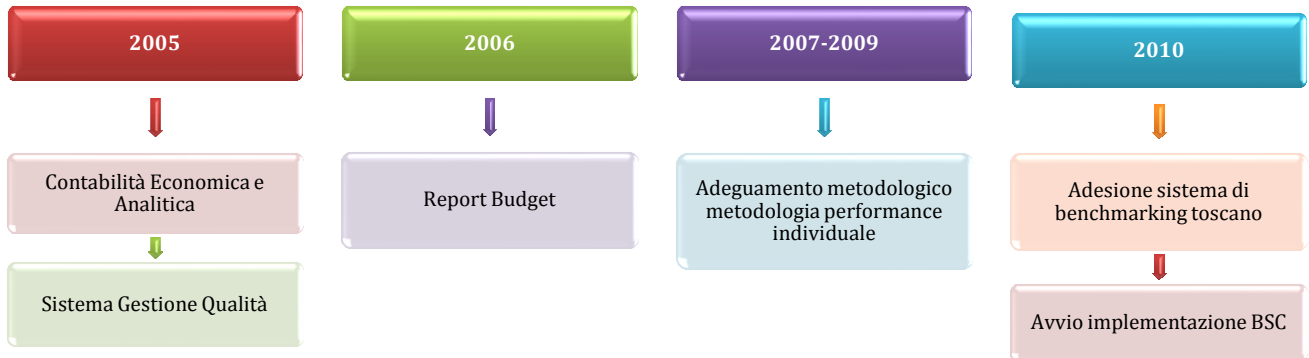 2005
Contabilità Economica e
Analitica
Sistema Gestione Qualità
2006
Report Budget
2007-2009
Adeguamento metodologico
metodologia performance
individuale
2010
Adesione sistema di
benchmarking toscano
Avvio implementazione BSC